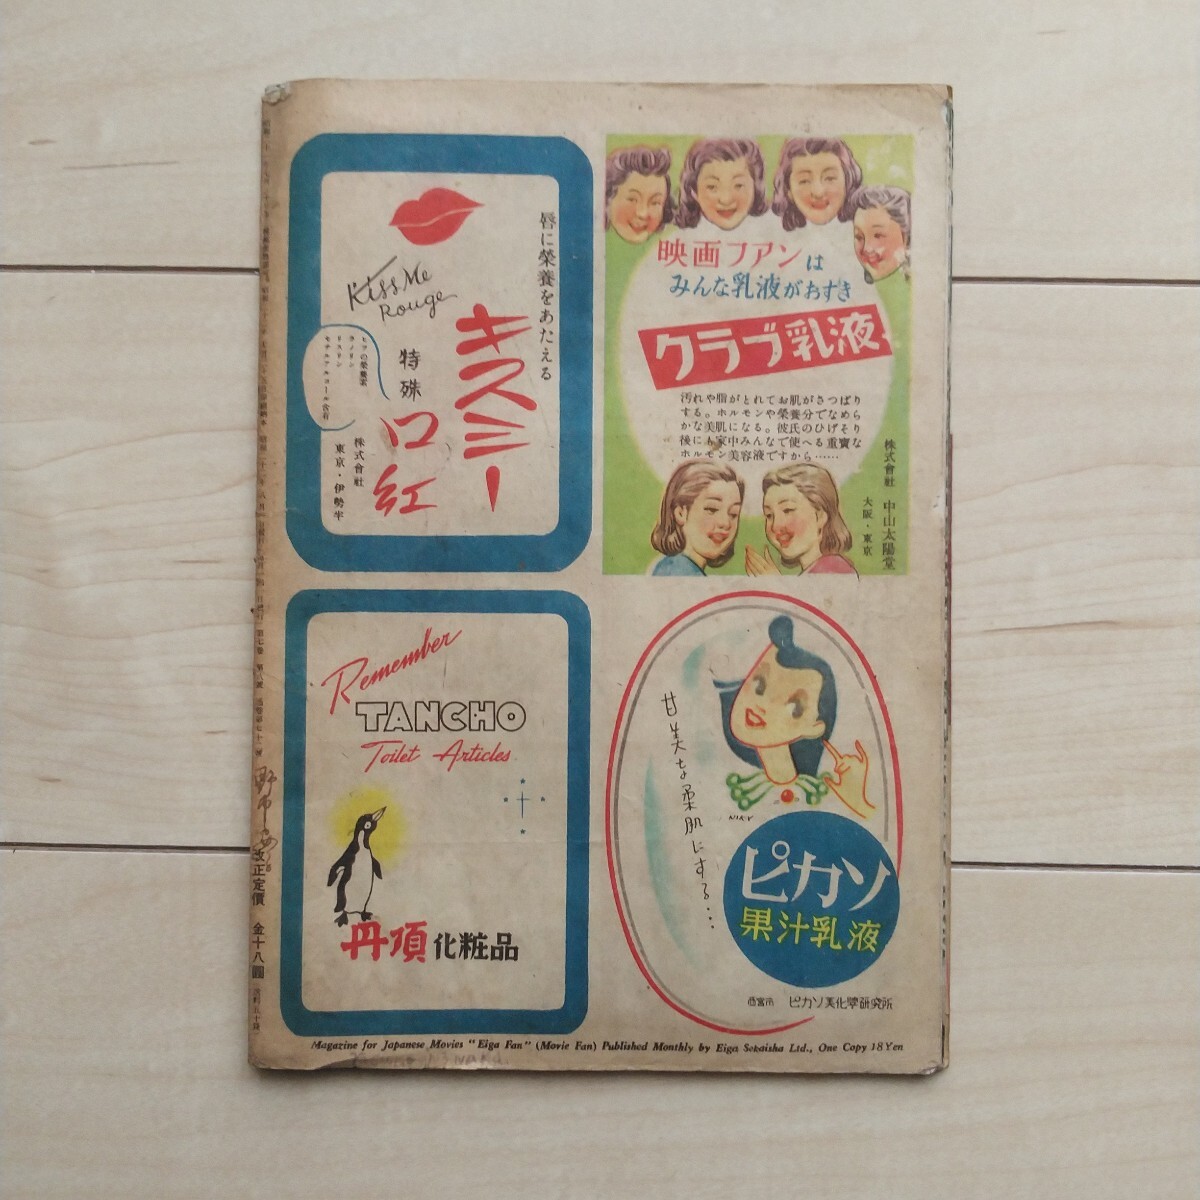 唇に榮養をあたえる
Kiss Me
Rouge
キスミー
特殊
口紅
株式會社
東京・伊勢半
映画フアンは
みんな乳液がおすき
クラブ乳液
汚れや脂がとれてお肌がさつぱり
する。ホルモンや榮養分でなめら
かな美肌になる。彼氏のひげそり
後にも家中みんなで使へる重寶な
ホルモン美容液ですから……
株式會社 中山太陽堂
大阪・東京
Remember
TANCHO
Toilet Articles
丹頂化粧品
甘美な柔肌にする…
ピカソ
果汁乳液
西宮市 ピカソ美化學研究所
改正定價 金十八圓
Magazine for Japanese Movies "Eiga Fan" (Movie Fan) Published Monthly by Eiga Sekaisha Ltd., One Copy 18 Yen